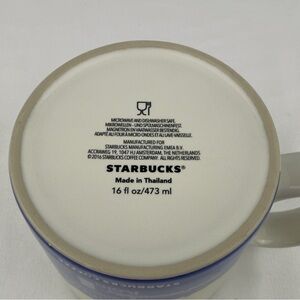 MICROWAVE AND DISHWASHER SAFE.
MIKROWELLEN - UND SPÜLMASCHINENFEST.
MAGNETRON EN VAATWASSER BESTENDIG.
ADAPTÉ AU FOUR À MICRO-ONDES ET AU LAVE-VAISSELLE.
MANUFACTURED FOR
STARBUCKS MANUFACTURING EMEA B.V.
ACCRAWEG 19, 1047 HJ AMSTERDAM, THE NETHERLANDS
©2016 STARBUCKS COFFEE COMPANY. ALL RIGHTS RESERVED.
STARBUCKS®
Made in Thailand
16 fl oz/473 ml